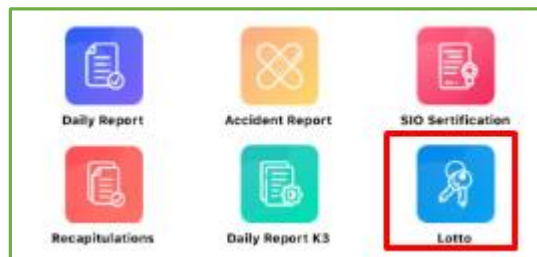 Daily Report
Accident Report
SIO Sertification
Recapitulations
Daily Report K3
Lotto